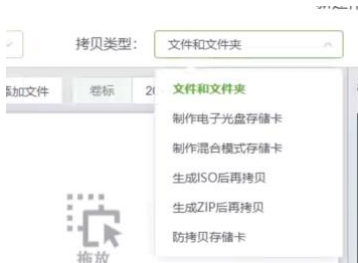 拷贝类型： 文件和文件夹
添加文件 卷标 20
文件和文件夹
制作电子光盘存储卡
制作混合模式存储卡
生成ISO后再拷贝
生成ZIP后再拷贝
防拷贝存储卡
拖放